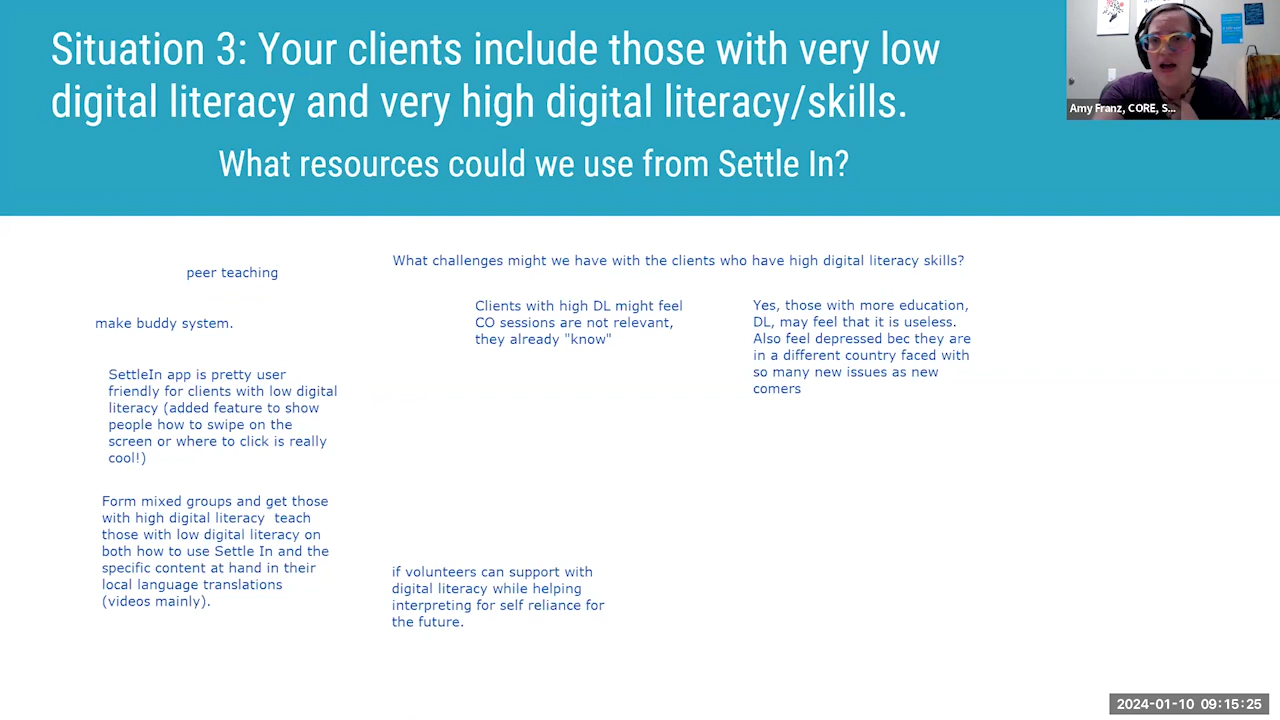 Situation 3: Your clients include those with very low
digital literacy and very high digital literacy/skills.
What resources could we use from Settle In?
Amy Franz, CORE, S...
peer teaching
make buddy system.
SettleIn app is pretty user
friendly for clients with low digital
literacy (added feature to show
people how to swipe on the
screen or where to click is really
cool!)
Form mixed groups and get those
with high digital literacy  teach
those with low digital literacy on
both how to use Settle In and the
specific content at hand in their
local language translations
(videos mainly).
What challenges might we have with the clients who have high digital literacy skills?
Clients with high DL might feel
CO sessions are not relevant,
they already "know"
Yes, those with more education,
DL, may feel that it is useless.
Also feel depressed bec they are
in a different country faced with
so many new issues as new
comers
if volunteers can support with
digital literacy while helping
interpreting for self reliance for
the future.
2024-01-10 09:15:25